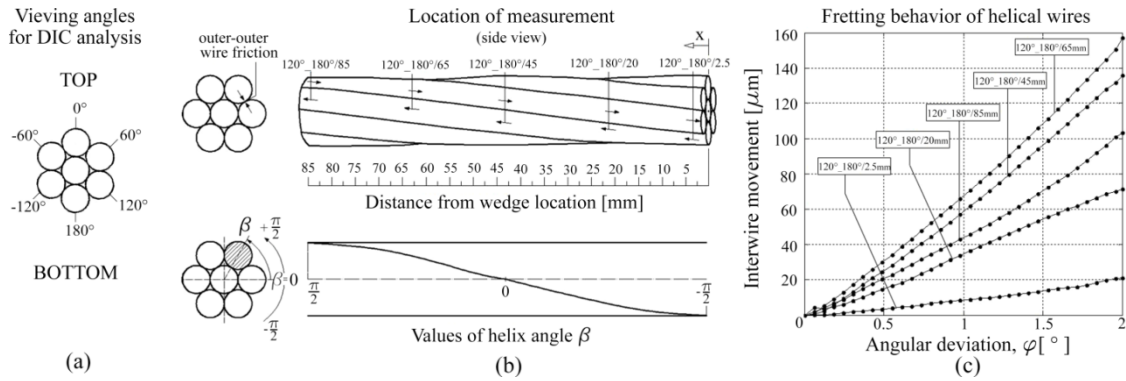 Vieving angles
for DIC analysis
TOP
0°
-60°
60°
-120°
120°
180°
BOTTOM
(a)
outer-outer
wire friction
Location of measurement
(side view)
x
120°_180°/85
120°_180°/65
120°_180°/45
120°_180°/20
120°_180°/2.5
85 80 75 70 65 60 55 50 45 40 35 30 25 20 15 10 5
Distance from wedge location [mm]
β
+π/2
β=0
-π/2
π/2
0
-π/2
Values of helix angle β
(b)
Fretting behavior of helical wires
160
140
120
100
80
60
40
20
Interwire movement [μm]
120°_180°/65mm
120°_180°/45mm
120°_180°/85mm
120°_180°/20mm
120°_180°/2.5mm
0 0.5 1 1.5 2
Angular deviation, φ[ ° ]
(c)